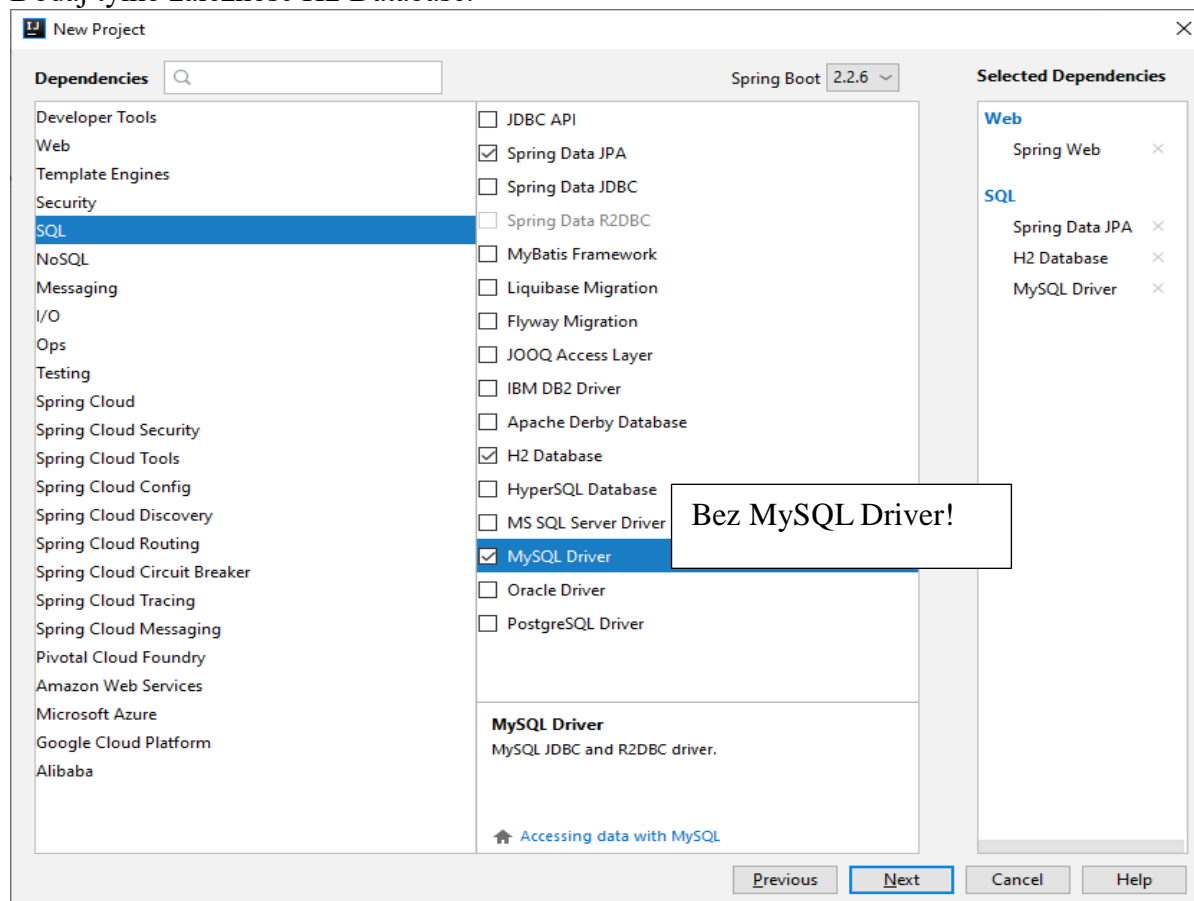 Dodaj tylko zależność H2 Database.
New Project
Dependencies
Spring Boot 2.2.6
Selected Dependencies
Developer Tools
Web
Template Engines
Security
SQL
NoSQL
Messaging
I/O
Ops
Testing
Spring Cloud
Spring Cloud Security
Spring Cloud Tools
Spring Cloud Config
Spring Cloud Discovery
Spring Cloud Routing
Spring Cloud Circuit Breaker
Spring Cloud Tracing
Spring Cloud Messaging
Pivotal Cloud Foundry
Amazon Web Services
Microsoft Azure
Google Cloud Platform
Alibaba
JDBC API
Spring Data JPA
Spring Data JDBC
Spring Data R2DBC
MyBatis Framework
Liquibase Migration
Flyway Migration
JOOQ Access Layer
IBM DB2 Driver
Apache Derby Database
H2 Database
HyperSQL Database
MS SQL Server Driver
MySQL Driver
Oracle Driver
PostgreSQL Driver
Bez MySQL Driver!
MySQL Driver
MySQL JDBC and R2DBC driver.
Accessing data with MySQL
Web
Spring Web
SQL
Spring Data JPA
H2 Database
MySQL Driver
Previous
Next
Cancel
Help